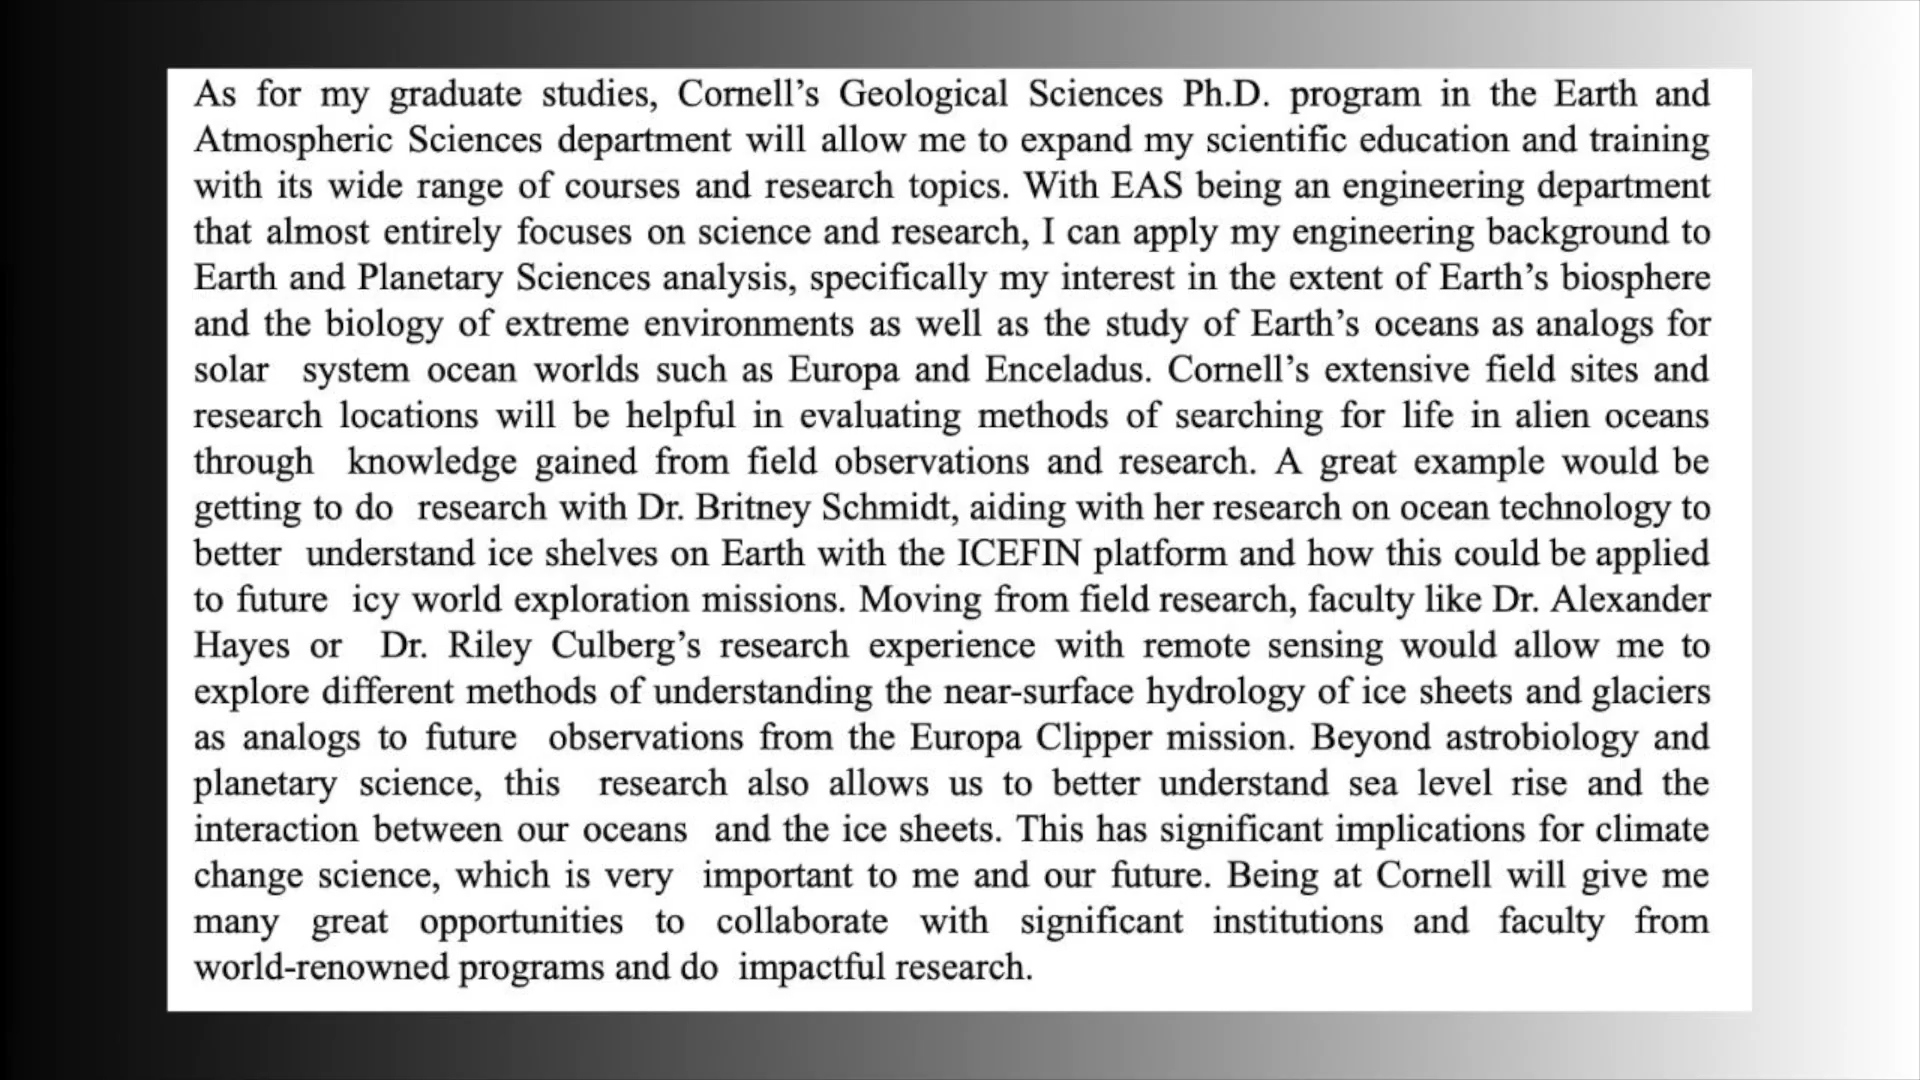 As for my graduate studies, Cornell’s Geological Sciences Ph.D. program in the Earth and
Atmospheric Sciences department will allow me to expand my scientific education and training
with its wide range of courses and research topics. With EAS being an engineering department
that almost entirely focuses on science and research, I can apply my engineering background to
Earth and Planetary Sciences analysis, specifically my interest in the extent of Earth’s biosphere
and the biology of extreme environments as well as the study of Earth’s oceans as analogs for
solar system ocean worlds such as Europa and Enceladus. Cornell’s extensive field sites and
research locations will be helpful in evaluating methods of searching for life in alien oceans
through knowledge gained from field observations and research. A great example would be
getting to do research with Dr. Britney Schmidt, aiding with her research on ocean technology to
better understand ice shelves on Earth with the ICEFIN platform and how this could be applied
to future icy world exploration missions. Moving from field research, faculty like Dr. Alexander
Hayes or Dr. Riley Culberg’s research experience with remote sensing would allow me to
explore different methods of understanding the near-surface hydrology of ice sheets and glaciers
as analogs to future observations from the Europa Clipper mission. Beyond astrobiology and
planetary science, this research also allows us to better understand sea level rise and the
interaction between our oceans and the ice sheets. This has significant implications for climate
change science, which is very important to me and our future. Being at Cornell will give me
many great opportunities to collaborate with significant institutions and faculty from
world-renowned programs and do impactful research.